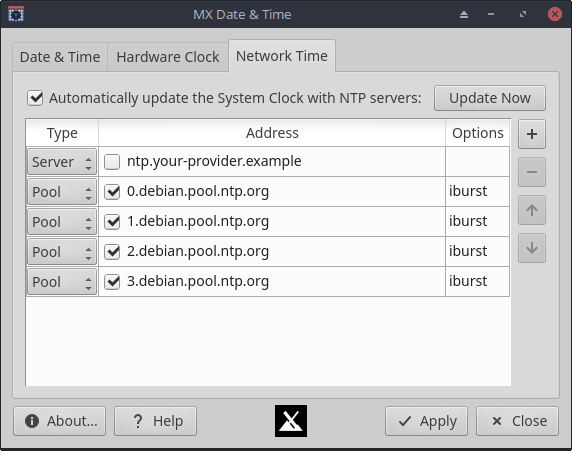 MX Date & Time
Date & Time Hardware Clock Network Time
Automatically update the System Clock with NTP servers: Update Now
Type Address Options
Server ntp.your-provider.example
Pool 0.debian.pool.ntp.org iburst
Pool 1.debian.pool.ntp.org iburst
Pool 2.debian.pool.ntp.org iburst
Pool 3.debian.pool.ntp.org iburst
About... Help Apply Close